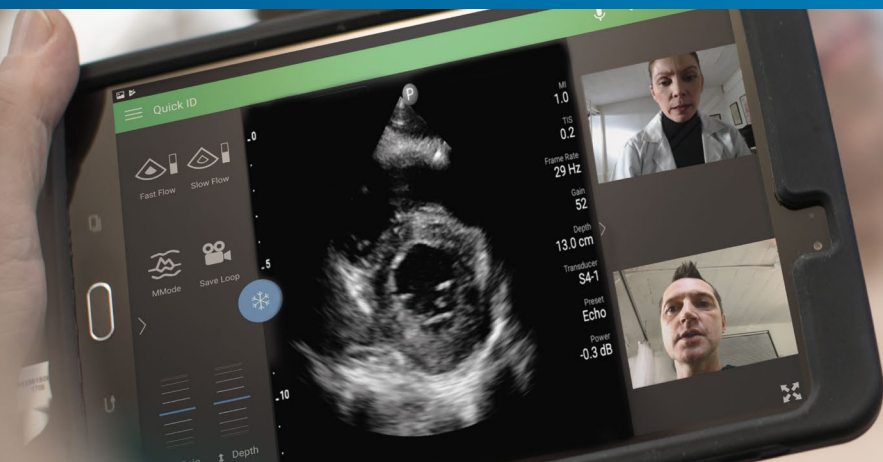 Quick ID
Fast Flow
Slow Flow
MMode
Save Loop
Depth
0
5
10
P
MI
1.0
TIS
0.2
Frame Rate
29 Hz
Gain
52
Depth
13.0 cm
Transducer
S4-1
Preset
Echo
Power
-0.3 dB